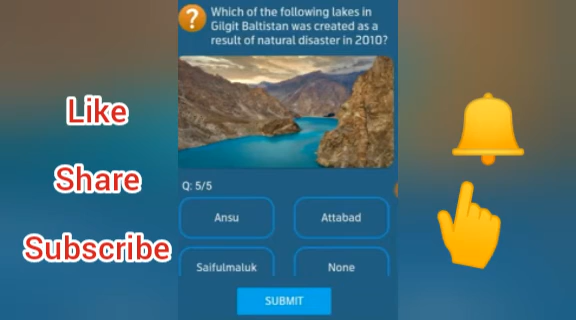 Which of the following lakes in
Gilgit Baltistan was created as a
result of natural disaster in 2010?
Like
Share
Subscribe
Q: 5/5
Ansu
Attabad
Saifulmaluk
None
SUBMIT